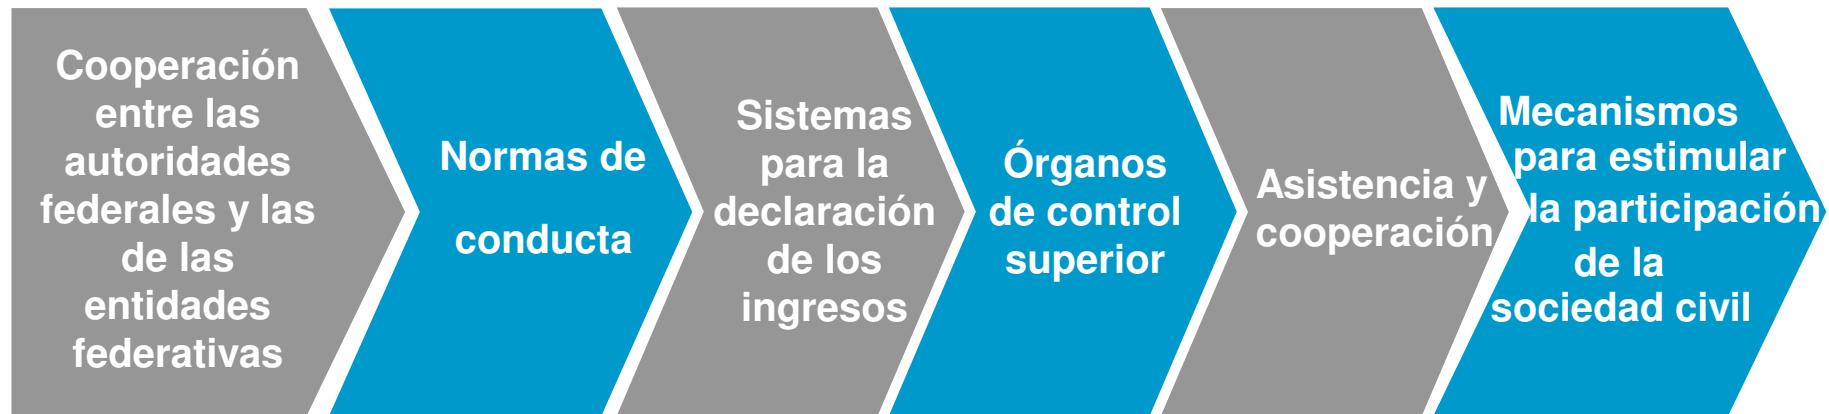 Cooperación
entre las
autoridades
federales y las
de las
entidades
federativas
Normas de
conducta
Sistemas
para la
declaración
de los
ingresos
Órganos
de control
superior
Asistencia y
cooperación
Mecanismos
para estimular
la participación
de la
sociedad civil